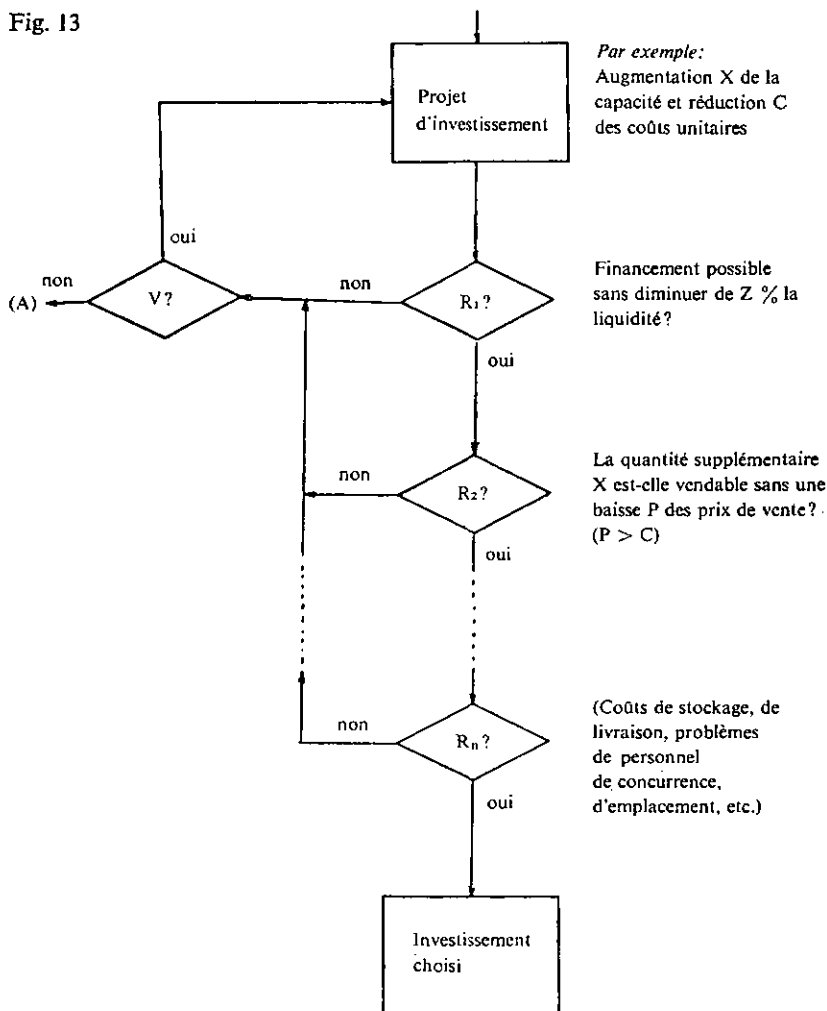 Fig. 13
Projet
d'investissement
Par exemple:
Augmentation X de la
capacité et réduction C
des coûts unitaires
oui
non
(A)
V?
non
R₁?
Financement possible
sans diminuer de Z % la
liquidité?
oui
non
R₂?
La quantité supplémentaire
X est-elle vendable sans une
baisse P des prix de vente?
(P > C)
oui
non
Rₙ?
(Coûts de stockage, de
livraison, problèmes
de personnel
de concurrence,
d'emplacement, etc.)
oui
Investissement
choisi